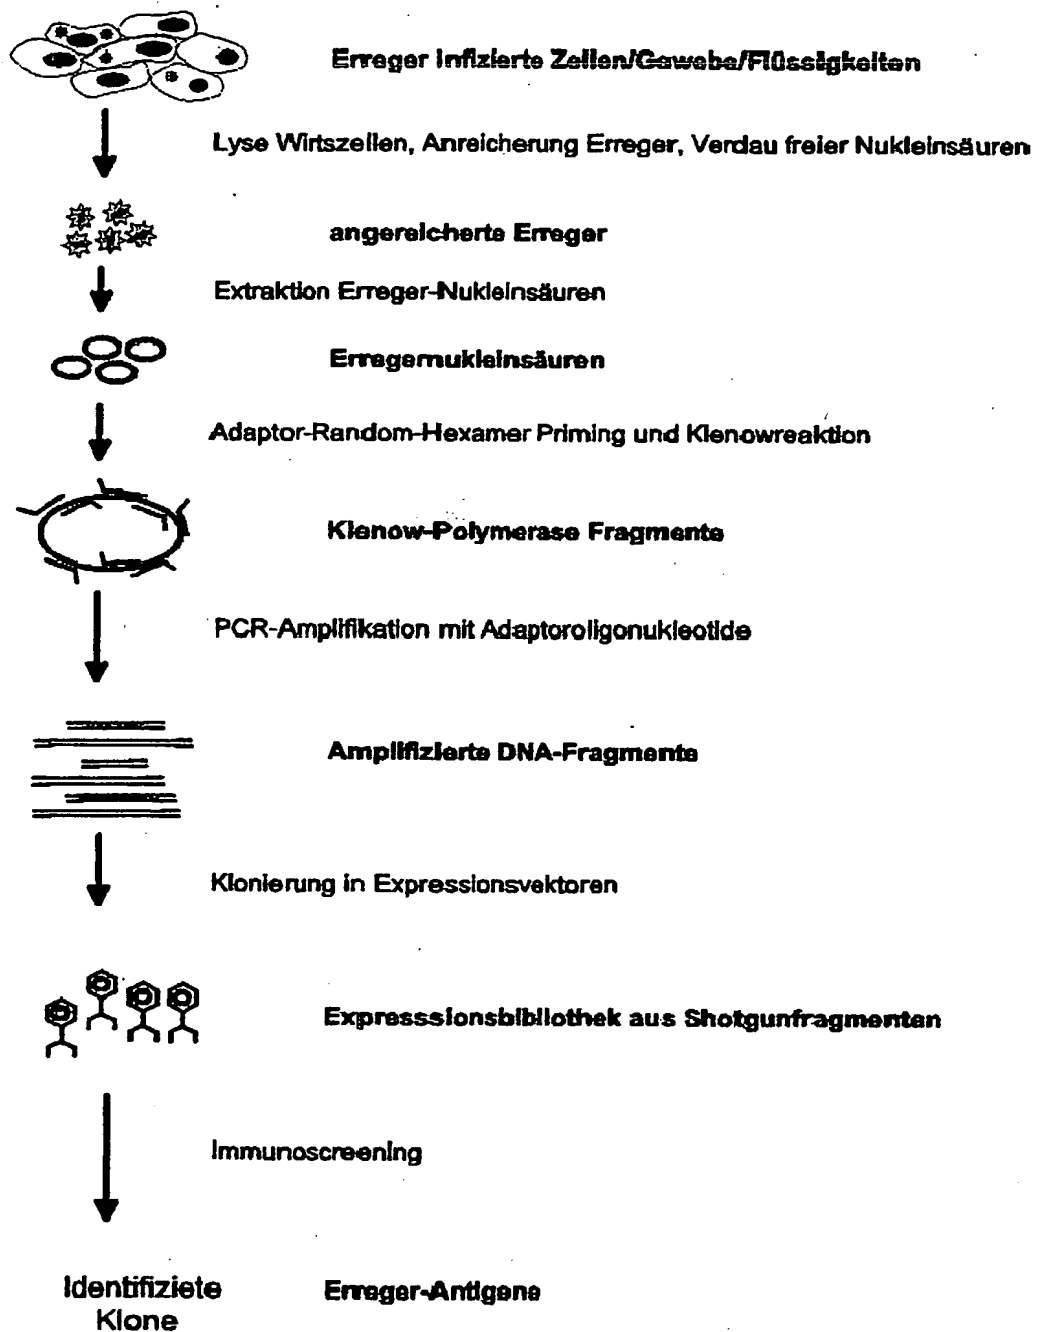 Erreger infizierte Zellen/Gewebe/Flüssigkeiten
Lyse Wirtszellen, Anreicherung Erreger, Verdau freier Nukleinsäuren
angereicherte Erreger
Extraktion Erreger-Nukleinsäuren
Erregernukleinsäuren
Adaptor-Random-Hexamer Priming und Klenowreaktion
Klenow-Polymerase Fragmente
PCR-Amplifikation mit Adaptoroligonukleotide
Amplifizierte DNA-Fragmente
Klonierung in Expressionsvektoren
Expresssionsbibliothek aus Shotgunfragmenten
Immunoscreening
Identifiziete
Klone
Erreger-Antigene